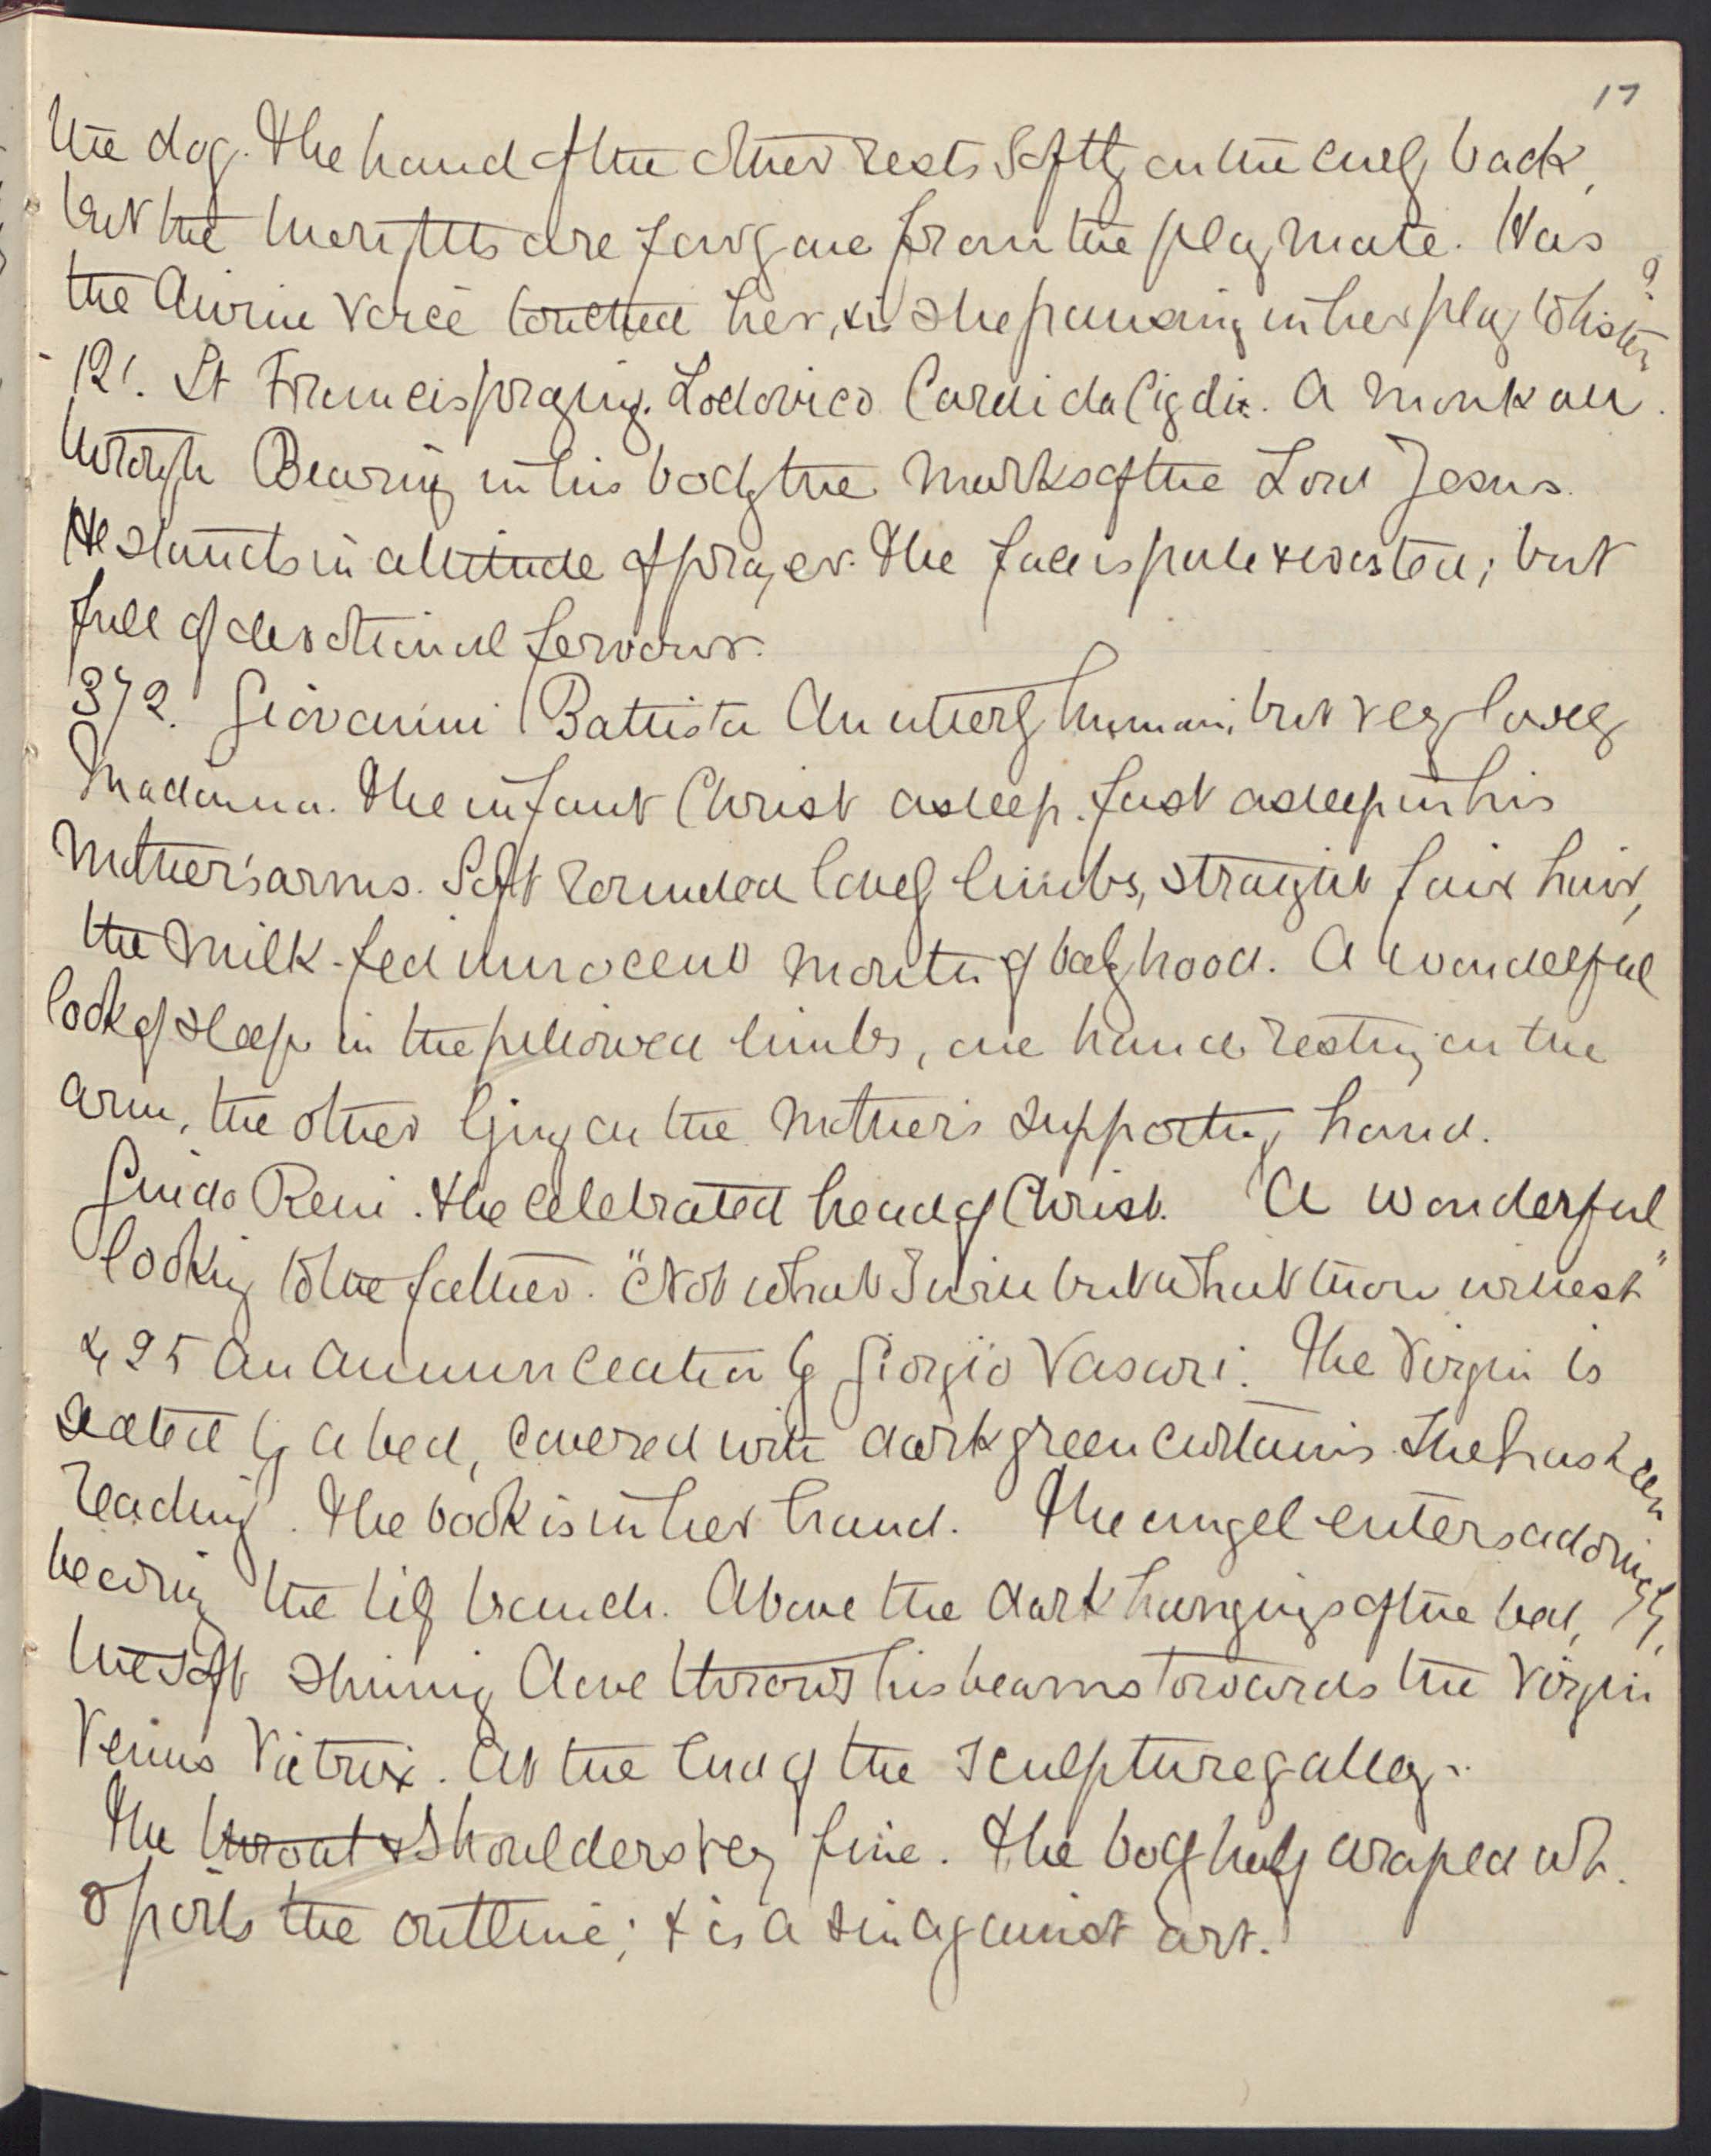 17
the dog. The hand of the other rests softly on the curly back,
but the thoughts are far gone from the playmate. Has
the divine voice touched her, & is she pausing in her play to listen?
121. St Francis praying. Lodovico Cardi da Cigoli. A monk all
through Bearing in his body the marks of the Lord Jesus.
He stands in attitude of prayer. The face is pale & wasted; but
full of devotional fervour.
372. Giovanni Battista An utterly human, but very lovely
Madonna. The infant Christ asleep. fast asleep in his
mother's arms. Soft rounded lovely limbs, straight fair hair,
the milk-fed innocent mouth of babyhood. A wonderful
look of sleep in the pillowed limbs, one hand resting on the
arm, the other lying on the mother's supporting hand.
Guido Reni. The celebrated head of Christ. A wonderful
looking to the father. "Not what I will but what thou willest"
425 An Annunciation by Giorgio Vasari. The Virgin is
seated by a bed, covered with dark green curtains. She has been
reading. The book is in her hand. The angel enters adoringly,
bearing the lily branch. Above the dark hangings of the bed,
the soft shining dove throws his beams towards the Virgin
Venus Victrix. At the end of the sculpture gallery.
The throat & shoulders very fine. The body half draped wh.
spoils the outline; & is a sin against art.